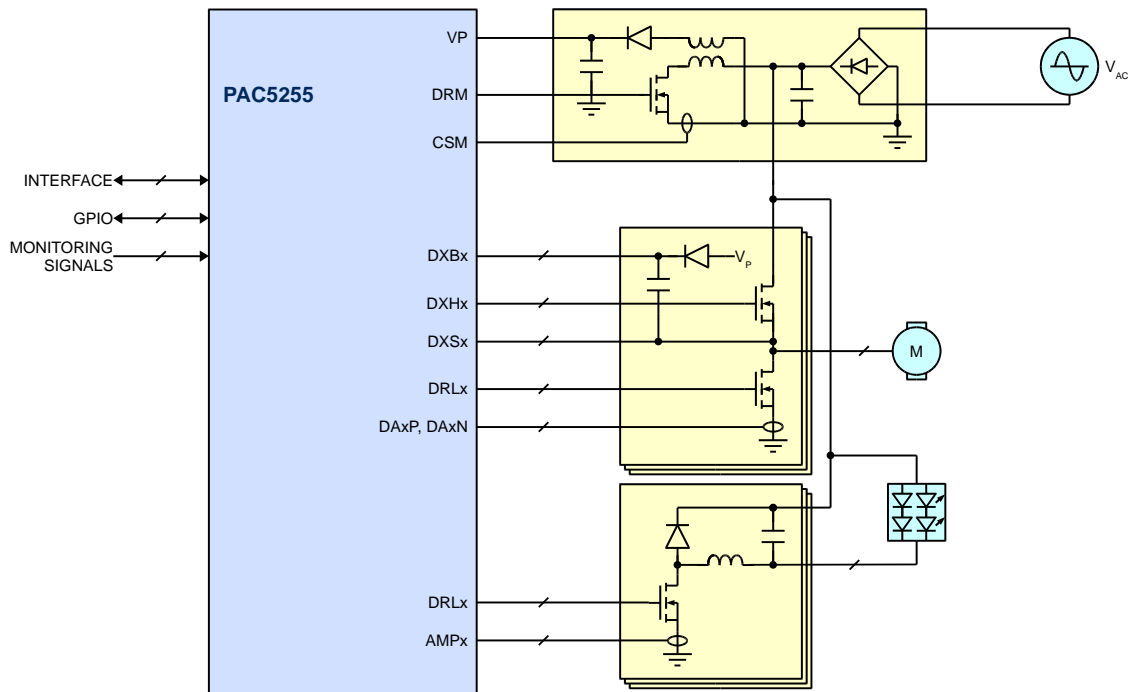 PAC5255
VP
DRM
CSM
V AC
INTERFACE
GPIO
MONITORING
SIGNALS
DXBx
V P
DXHx
DXSx
M
DRLx
DAxP, DAxN
DRLx
AMPx